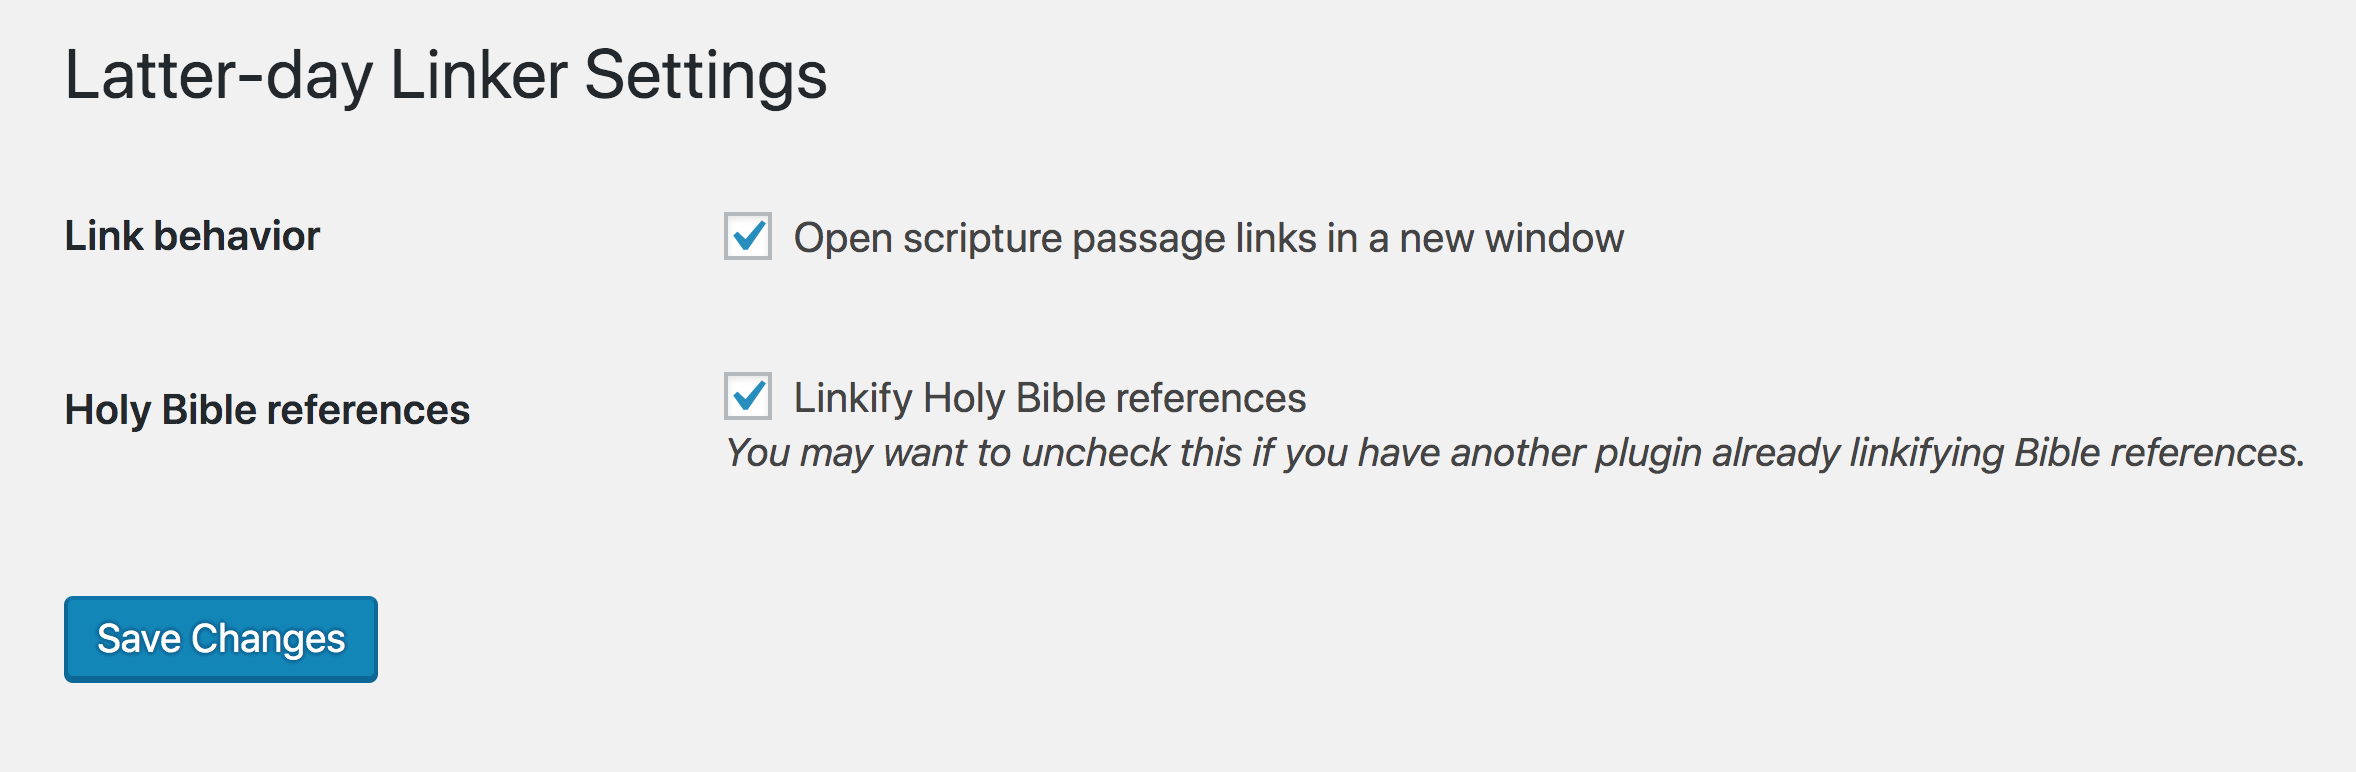 Latter-day Linker Settings
Link behavior
Open scripture passage links in a new window
Holy Bible references
Linkify Holy Bible references
You may want to uncheck this if you have another plugin already linkifying Bible references.
Save Changes